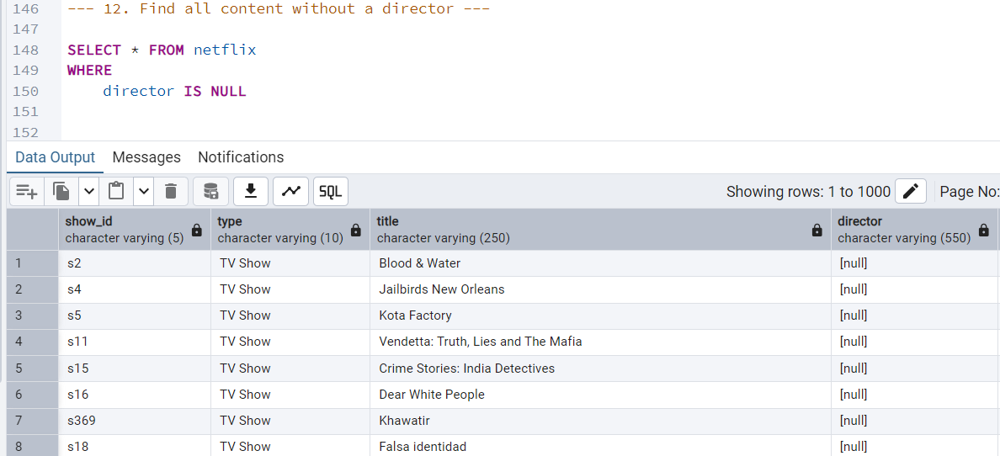 146 --- 12. Find all content without a director ---
147
148 SELECT * FROM netflix
149 WHERE
150 director IS NULL
151
152
Data Output Messages Notifications
SQL Showing rows: 1 to 1000 Page No:
show_id type title director
character varying (5) character varying (10) character varying (250) character varying (550)
1 s2 TV Show Blood & Water [null]
2 s4 TV Show Jailbirds New Orleans [null]
3 s5 TV Show Kota Factory [null]
4 s11 TV Show Vendetta: Truth, Lies and The Mafia [null]
5 s15 TV Show Crime Stories: India Detectives [null]
6 s16 TV Show Dear White People [null]
7 s369 TV Show Khawatir [null]
8 s18 TV Show Falsa identidad [null]